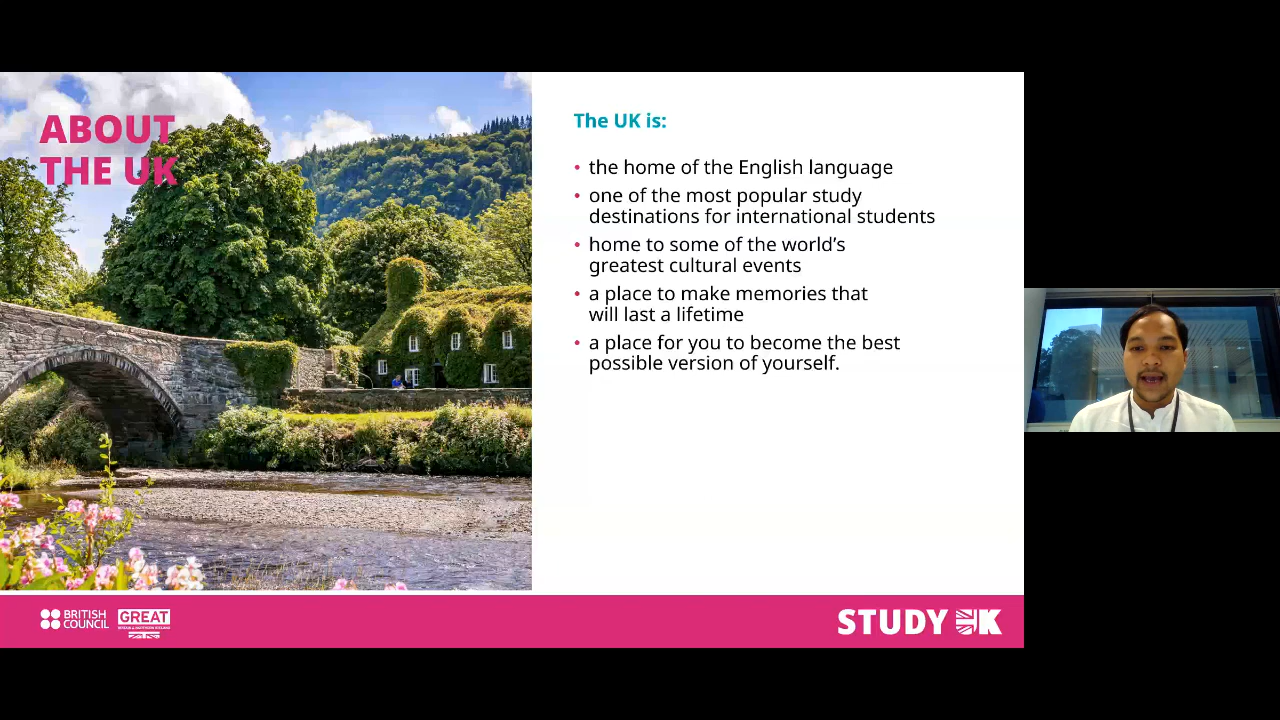 ABOUT
THE UK
The UK is:
• the home of the English language
• one of the most popular study
destinations for international students
• home to some of the world's
greatest cultural events
• a place to make memories that
will last a lifetime
• a place for you to become the best
possible version of yourself.
BRITISH
COUNCIL
GREAT
STUDY UK